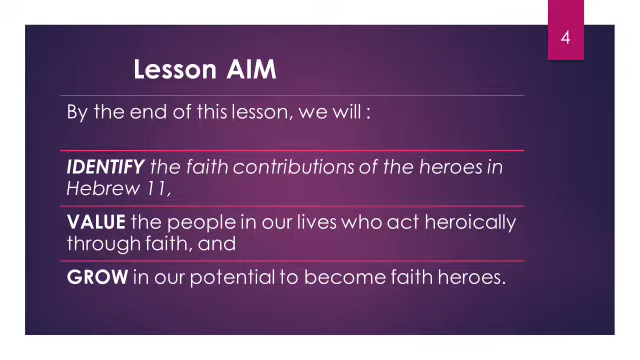 4
Lesson AIM
By the end of this lesson, we will :
IDENTIFY the faith contributions of the heroes in
Hebrew 11,
VALUE the people in our lives who act heroically
through faith, and
GROW in our potential to become faith heroes.